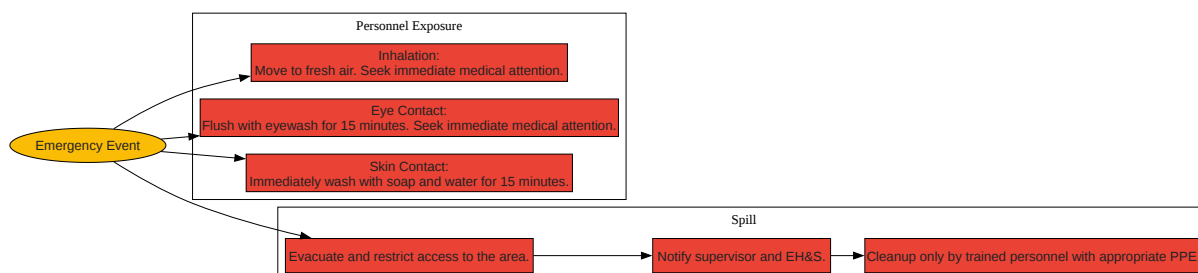 Personnel Exposure
Inhalation:
Move to fresh air. Seek immediate medical attention.
Eye Contact:
Flush with eyewash for 15 minutes. Seek immediate medical attention.
Emergency Event
Skin Contact:
Immediately wash with soap and water for 15 minutes.
Spill
Evacuate and restrict access to the area.
Notify supervisor and EH&S.
Cleanup only by trained personnel with appropriate PPE